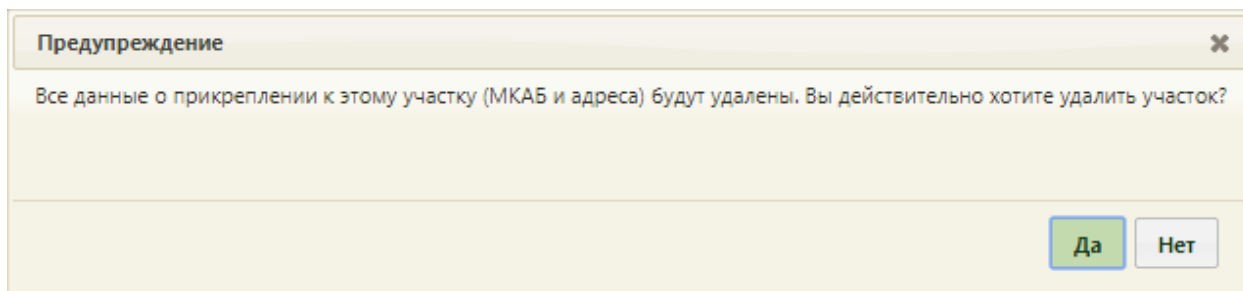 Предупреждение
Все данные о прикреплении к этому участку (МКАБ и адреса) будут удалены. Вы действительно хотите удалить участок?
Да Нет